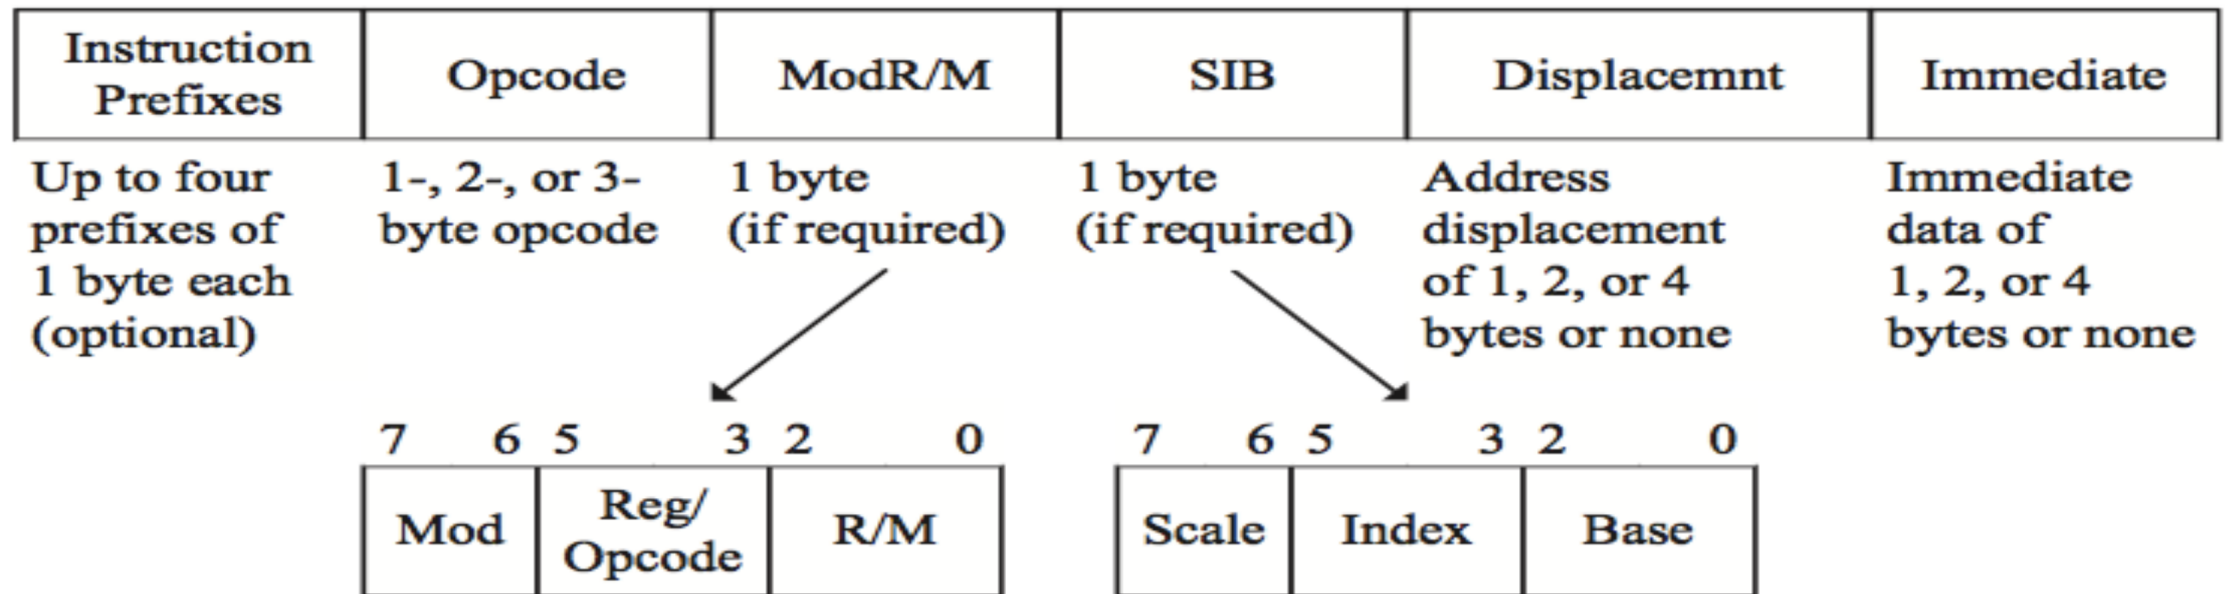 Instruction
Prefixes
Opcode
ModR/M
SIB
Displacemnt
Immediate
Up to four
prefixes of
1 byte each
(optional)
1-, 2-, or 3-
byte opcode
1 byte
(if required)
1 byte
(if required)
Address
displacement
of 1, 2, or 4
bytes or none
Immediate
data of
1, 2, or 4
bytes or none
7 6 5 3 2 0
Mod
Reg/
Opcode
R/M
7 6 5 3 2 0
Scale
Index
Base